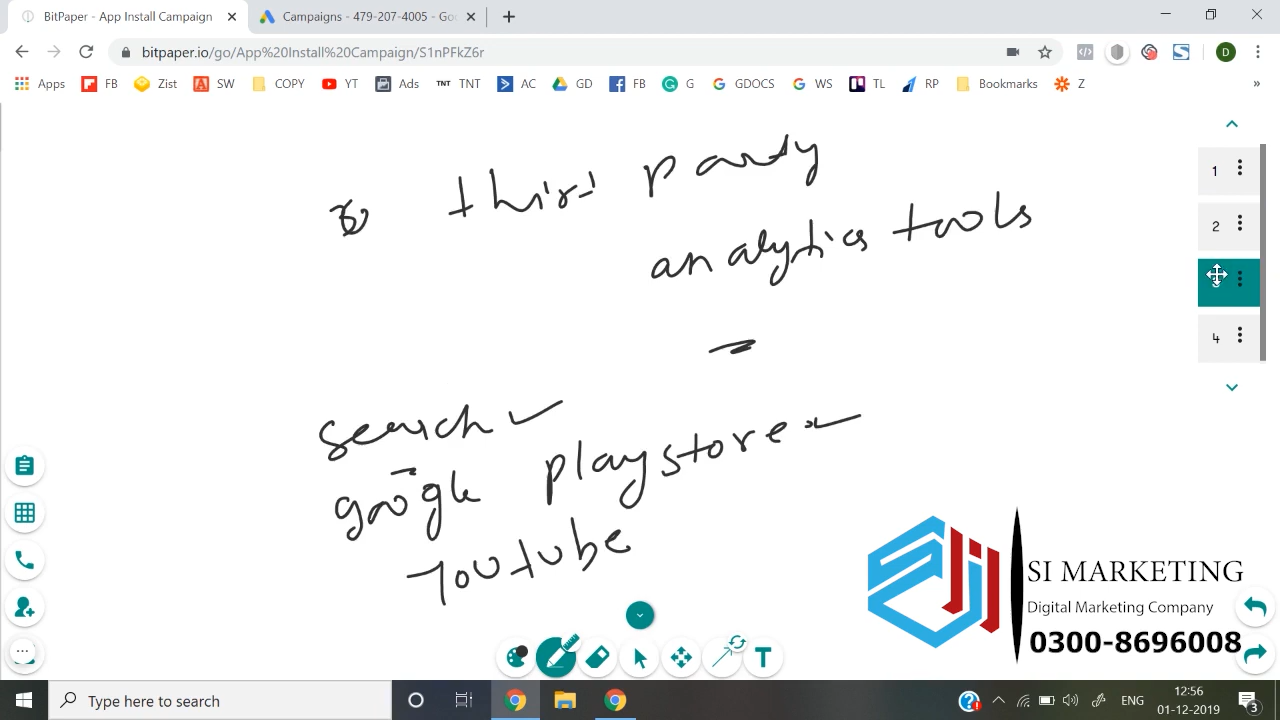 BitPaper - App Install Campaign
Campaigns - 479-207-4005 - Goo
bitpaper.io/go/App%20Install%20Campaign/S1nPFkZ6r
D
Apps FB Zist SW COPY YT Ads TNT TNT AC GD FB G GDOCS WS TL RP Bookmarks Z »
third party
analytics tools
1
2
4
search
google playstore
Youtube
SI MARKETING
Digital Marketing Company
0300-8696008
T
Type here to search
ENG
12:56
01-12-2019
3